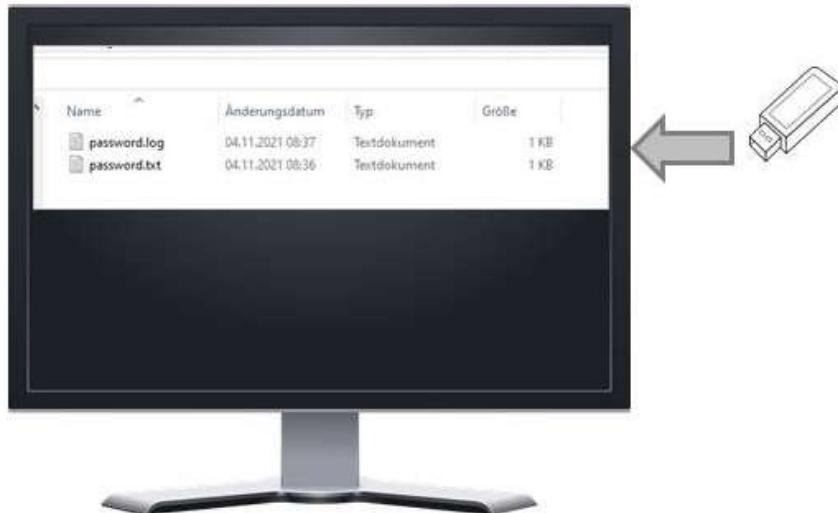 Name Änderungsdatum Typ Größe
password.log 04.11.2021 08:37 Textdokument 1 KB
password.txt 04.11.2021 08:36 Textdokument 1 KB